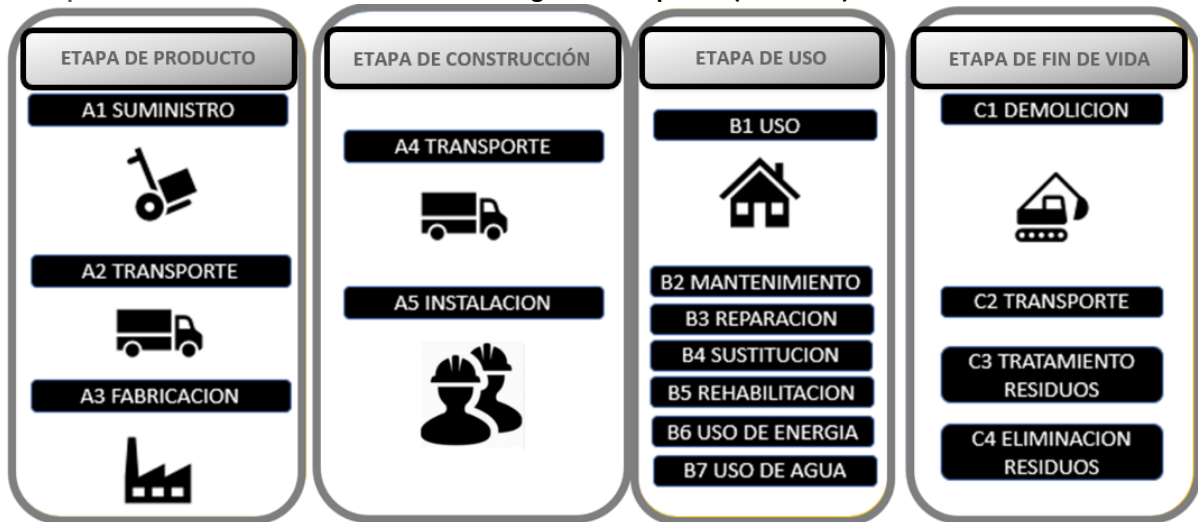 ETAPA DE PRODUCTO
A1 SUMINISTRO
A2 TRANSPORTE
A3 FABRICACION
ETAPA DE CONSTRUCCIÓN
A4 TRANSPORTE
A5 INSTALACION
ETAPA DE USO
B1 USO
B2 MANTENIMIENTO
B3 REPARACION
B4 SUSTITUCION
B5 REHABILITACION
B6 USO DE ENERGIA
B7 USO DE AGUA
ETAPA DE FIN DE VIDA
C1 DEMOLICION
C2 TRANSPORTE
C3 TRATAMIENTO
RESIDUOS
C4 ELIMINACION
RESIDUOS